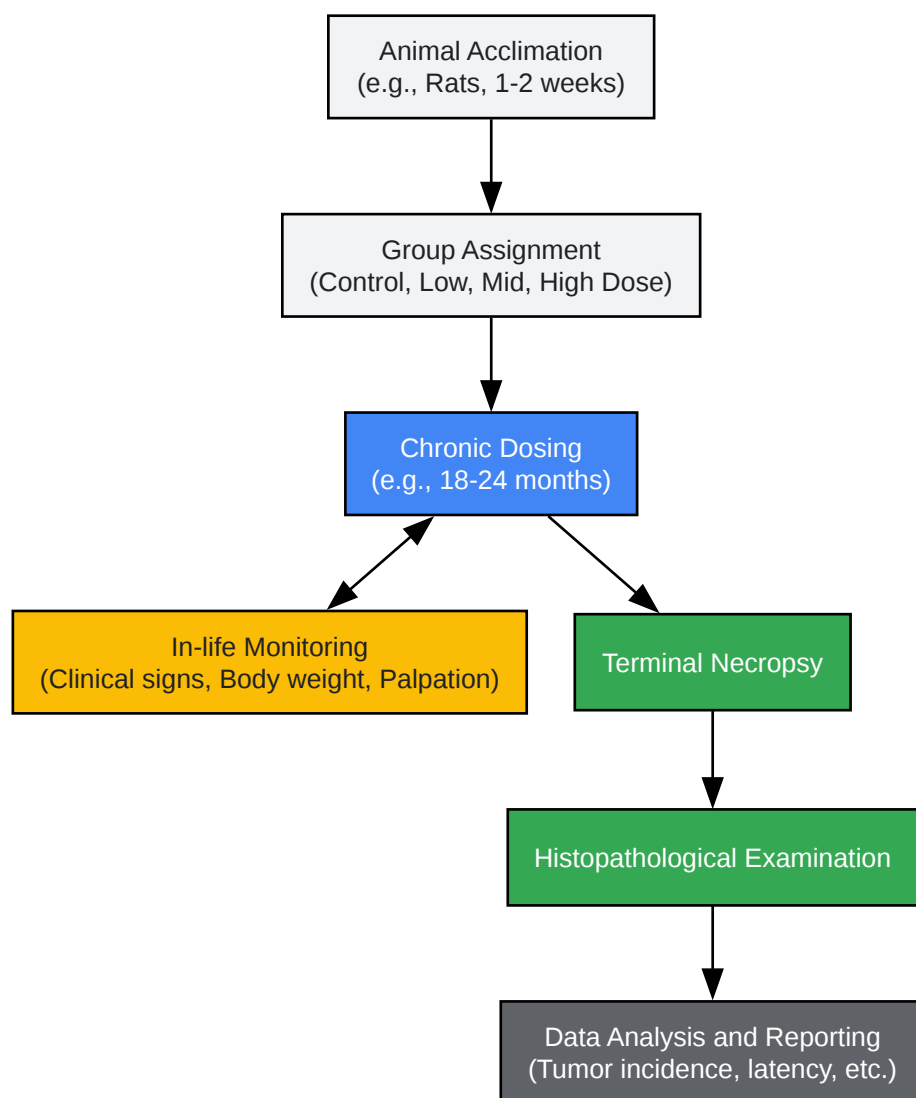 Animal Acclimation
(e.g., Rats, 1-2 weeks)
Group Assignment
(Control, Low, Mid, High Dose)
Chronic Dosing
(e.g., 18-24 months)
In-life Monitoring
(Clinical signs, Body weight, Palpation)
Terminal Necropsy
Histopathological Examination
Data Analysis and Reporting
(Tumor incidence, latency, etc.)